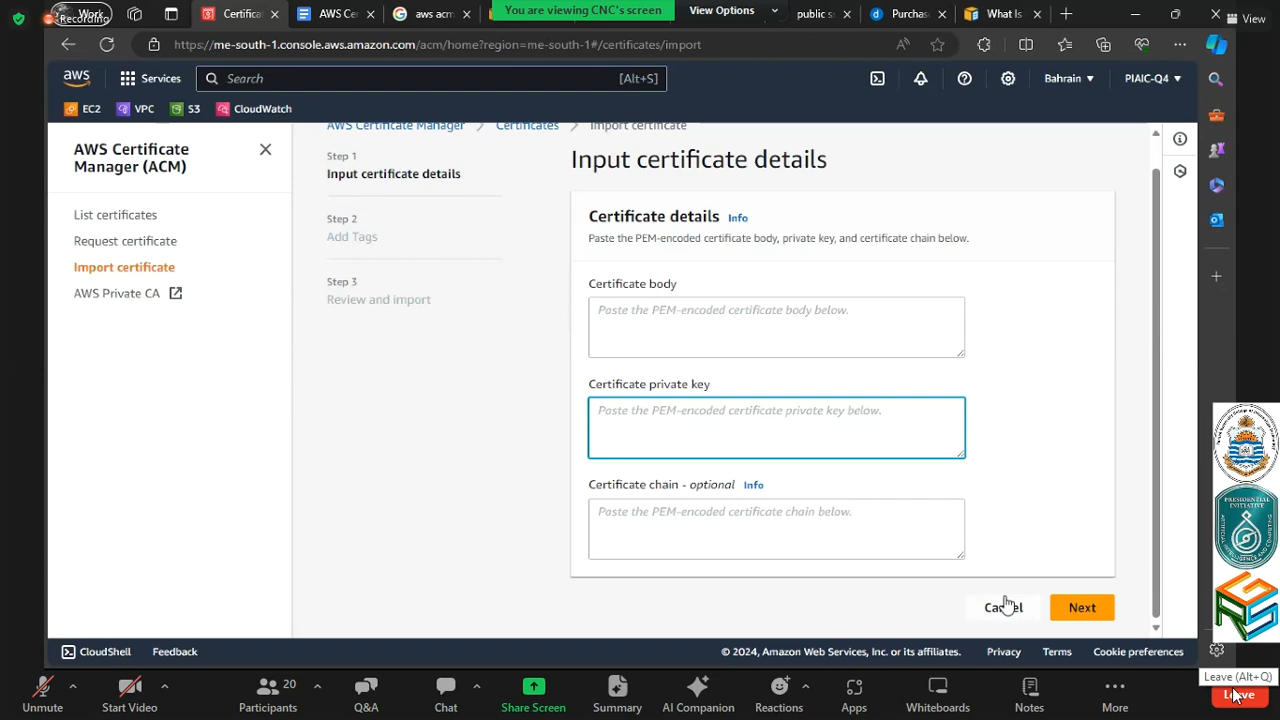 Work
Recording
Certificat
AWS Cer
aws acn
You are viewing CNC's screen
View Options
public s
Purchas
What Is
View
https://me-south-1.console.aws.amazon.com/acm/home?region=me-south-1#/certificates/import
aws
Services
Search
[Alt+S]
Bahrain
PIAIC-Q4
EC2
VPC
S3
CloudWatch
AWS Certificate
Manager (ACM)
List certificates
Request certificate
Import certificate
AWS Private CA
AWS Certificate Manager
Certificates
Import certificate
Step 1
Input certificate details
Step 2
Add Tags
Step 3
Review and import
Input certificate details
Certificate details Info
Paste the PEM-encoded certificate body, private key, and certificate chain below.
Certificate body
Paste the PEM-encoded certificate body below.
Certificate private key
Paste the PEM-encoded certificate private key below.
Certificate chain - optional Info
Paste the PEM-encoded certificate chain below.
Cancel
Next
PRESIDENTIAL
INITIATIVE
CloudShell
Feedback
© 2024, Amazon Web Services, Inc. or its affiliates.
Privacy
Terms
Cookie preferences
Leave (Alt+Q)
Unmute
Start Video
20
Participants
Q&A
Chat
Share Screen
Summary
AI Companion
Reactions
Apps
Whiteboards
Notes
More
Leave